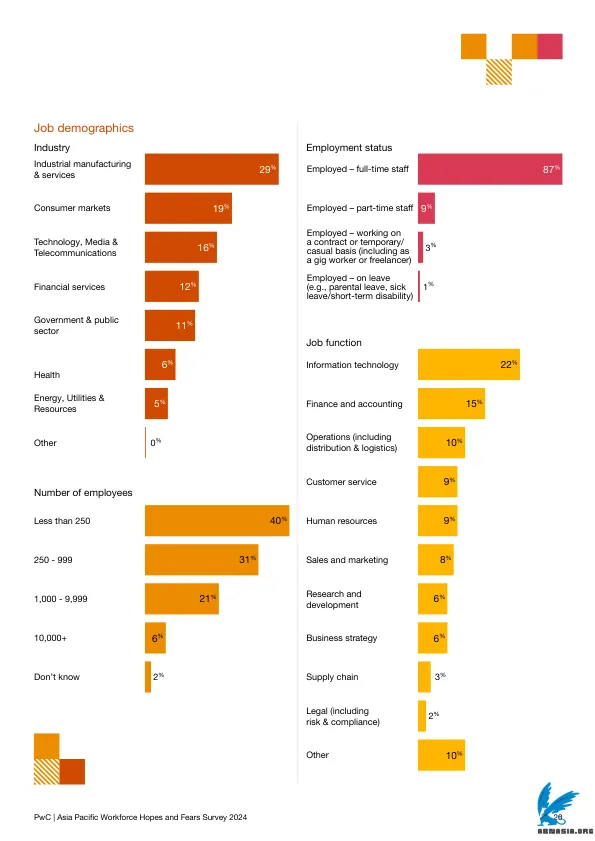 Job demographics
Industry
Industrial manufacturing
& services
29%
Consumer markets
19%
Technology, Media &
Telecommunications
16%
Financial services
12%
Government & public
sector
11%
Health
6%
Energy, Utilities &
Resources
5%
Other
0%
Number of employees
Less than 250
40%
250 - 999
31%
1,000 - 9,999
21%
10,000+
6%
Don't know
2%
Employment status
Employed – full-time staff
87%
Employed – part-time staff
9%
Employed – working on
a contract or temporary/
casual basis (including as
a gig worker or freelancer)
3%
Employed – on leave
(e.g., parental leave, sick
leave/short-term disability)
1%
Job function
Information technology
22%
Finance and accounting
15%
Operations (including
distribution & logistics)
10%
Customer service
9%
Human resources
9%
Sales and marketing
8%
Research and
development
6%
Business strategy
6%
Supply chain
3%
Legal (including
risk & compliance)
2%
Other
10%
PwC | Asia Pacific Workforce Hopes and Fears Survey 2024
ABNASIA.ORG